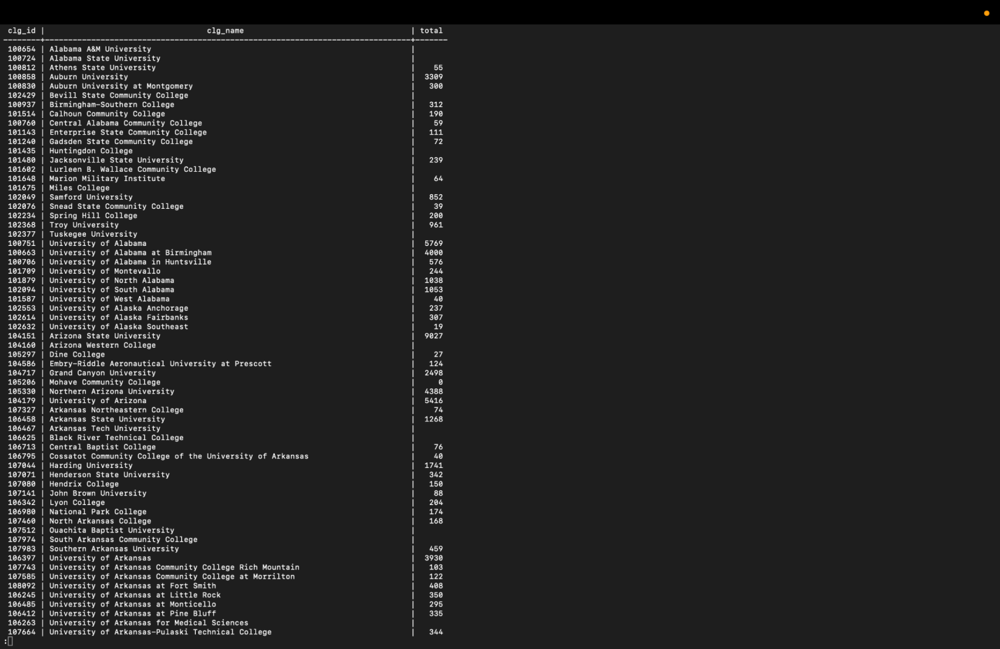 clg_id | clg_name | total
--------+-------------------------------------------------------------------------------+-------
100654 | Alabama A&M University |
100724 | Alabama State University |
100812 | Athens State University | 55
100858 | Auburn University | 3309
100830 | Auburn University at Montgomery | 300
102429 | Bevill State Community College |
100937 | Birmingham-Southern College | 312
101514 | Calhoun Community College | 190
100760 | Central Alabama Community College | 59
101143 | Enterprise State Community College | 111
101240 | Gadsden State Community College | 72
101435 | Huntingdon College |
101480 | Jacksonville State University | 239
101602 | Lurleen B. Wallace Community College |
101648 | Marion Military Institute | 64
101675 | Miles College |
102049 | Samford University | 852
102076 | Snead State Community College | 39
102234 | Spring Hill College | 200
102368 | Troy University | 961
102377 | Tuskegee University |
100751 | University of Alabama | 5769
100663 | University of Alabama at Birmingham | 4000
100706 | University of Alabama in Huntsville | 576
101709 | University of Montevallo | 244
101879 | University of North Alabama | 1038
102094 | University of South Alabama | 1053
101587 | University of West Alabama | 40
102553 | University of Alaska Anchorage | 237
102614 | University of Alaska Fairbanks | 307
102632 | University of Alaska Southeast | 19
104151 | Arizona State University | 9027
104160 | Arizona Western College |
105297 | Dine College | 27
104586 | Embry-Riddle Aeronautical University at Prescott | 124
104717 | Grand Canyon University | 2498
105206 | Mohave Community College | 0
105330 | Northern Arizona University | 4388
104179 | University of Arizona | 5416
107327 | Arkansas Northeastern College | 74
106458 | Arkansas State University | 1268
106467 | Arkansas Tech University |
106625 | Black River Technical College |
106713 | Central Baptist College | 76
106795 | Cossatot Community College of the University of Arkansas | 40
107044 | Harding University | 1741
107071 | Henderson State University | 342
107080 | Hendrix College | 150
107141 | John Brown University | 88
106342 | Lyon College | 204
106980 | National Park College | 174
107460 | North Arkansas College | 168
107512 | Ouachita Baptist University |
107974 | South Arkansas Community College |
107983 | Southern Arkansas University | 459
106397 | University of Arkansas | 3930
107743 | University of Arkansas Community College Rich Mountain | 103
107585 | University of Arkansas Community College at Morrilton | 122
108092 | University of Arkansas at Fort Smith | 408
106245 | University of Arkansas at Little Rock | 350
106485 | University of Arkansas at Monticello | 295
106412 | University of Arkansas at Pine Bluff | 335
106263 | University of Arkansas for Medical Sciences |
107664 | University of Arkansas-Pulaski Technical College | 344
: